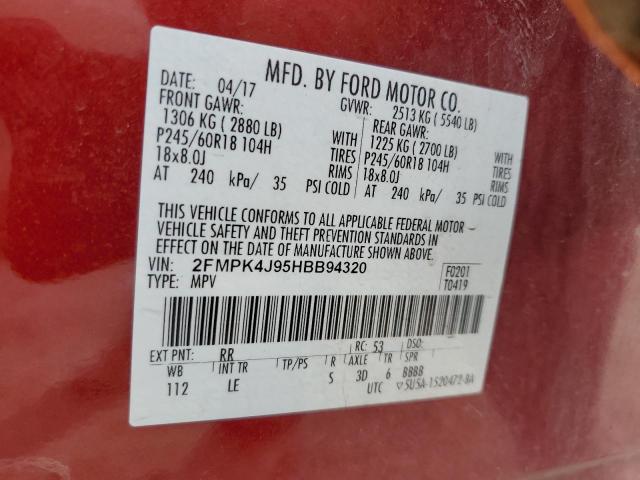 MFD. BY FORD MOTOR CO.
DATE: 04/17 GVWR: 2513 KG ( 5540 LB)
FRONT GAWR: REAR GAWR:
1306 KG ( 2880 LB) WITH 1225 KG ( 2700 LB) WITH
P245/60R18 104H TIRES P245/60R18 104H TIRES
18x8.0J RIMS 18x8.0J RIMS
AT 240 kPa/ 35 PSI COLD AT 240 kPa/ 35 PSI COLD
THIS VEHICLE CONFORMS TO ALL APPLICABLE FEDERAL MOTOR
VEHICLE SAFETY AND THEFT PREVENTION STANDARDS IN
EFFECT ON THE DATE OF MANUFACTURE SHOWN ABOVE.
VIN: 2FMPK4J95HBB94320 F0201
TYPE: MPV T0419
EXT PNT: RR RC: 53 DSO:
WB INT TR TP/PS R AXLE TR SPR
112 LE S 3D 6 BBBB
UTC ▽5U5A-1520472-BA